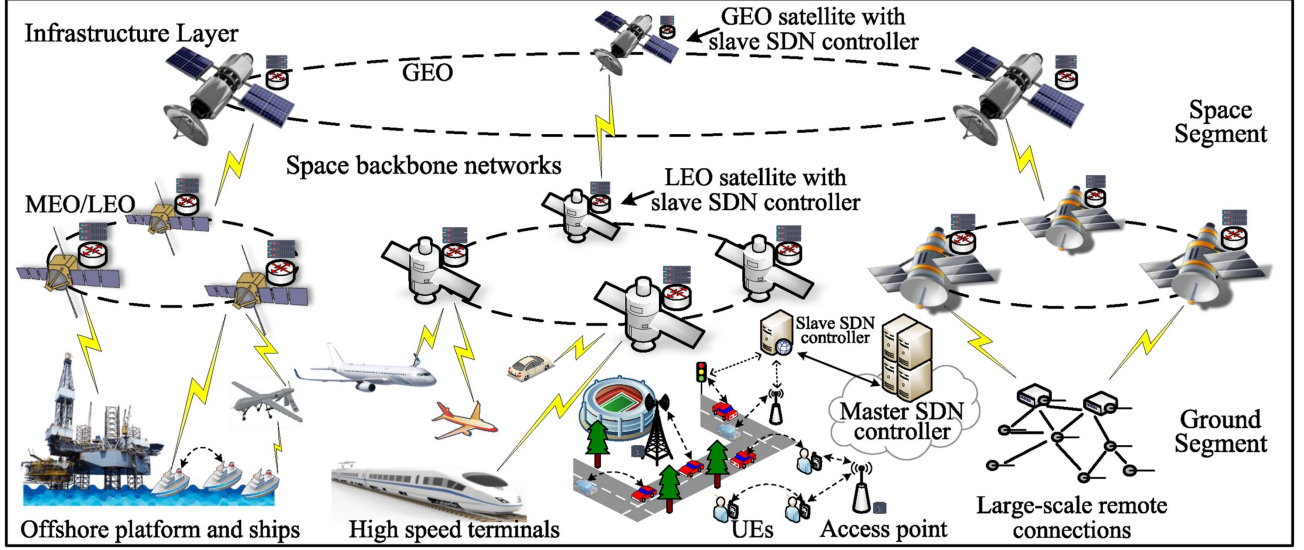 Infrastructure Layer
GEO satellite with
slave SDN controller
GEO
Space
Segment
Space backbone networks
MEO/LEO
LEO satellite with
slave SDN controller
Slave SDN
controller
Master SDN
controller
Ground
Segment
Offshore platform and ships
High speed terminals
UEs
Access point
Large-scale remote
connections